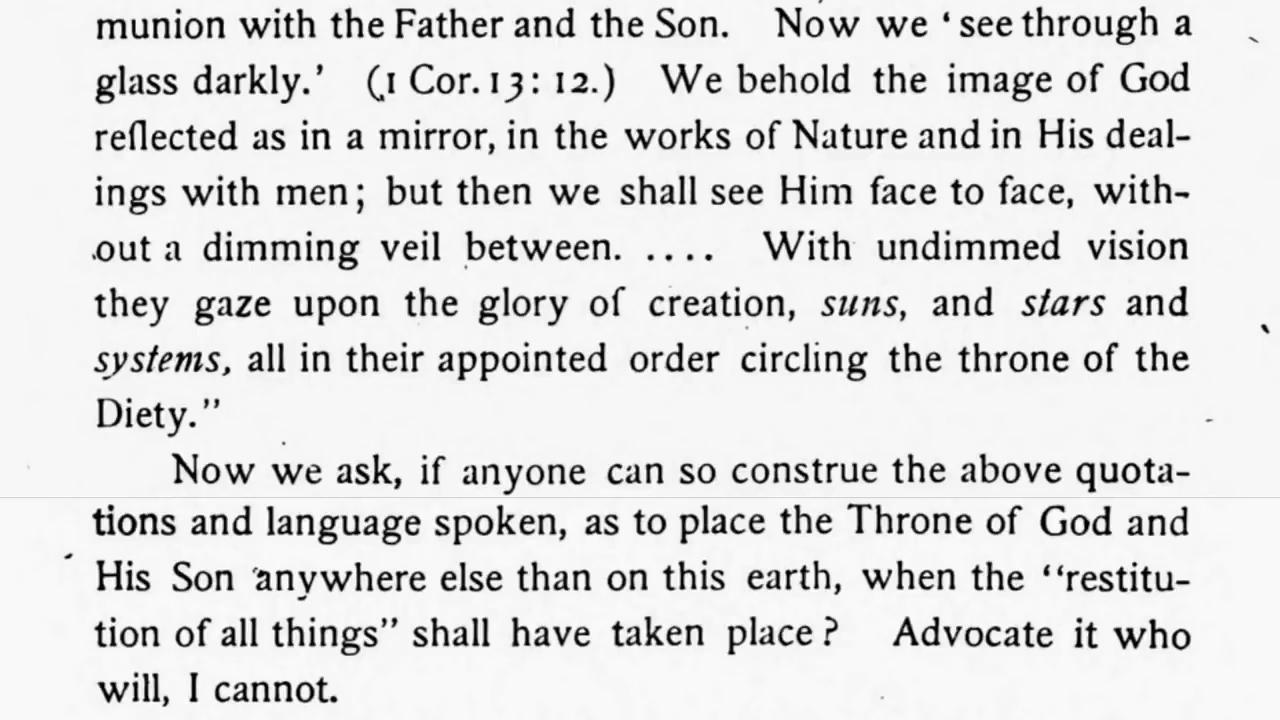 munion with the Father and the Son. Now we ‘see through a
glass darkly.’ (1 Cor. 13: 12.) We behold the image of God
reflected as in a mirror, in the works of Nature and in His deal-
ings with men; but then we shall see Him face to face, with-
out a dimming veil between. .... With undimmed vision
they gaze upon the glory of creation, suns, and stars and
systems, all in their appointed order circling the throne of the
Diety.”
Now we ask, if anyone can so construe the above quota-
tions and language spoken, as to place the Throne of God and
His Son anywhere else than on this earth, when the “restitu-
tion of all things” shall have taken place? Advocate it who
will, I cannot.